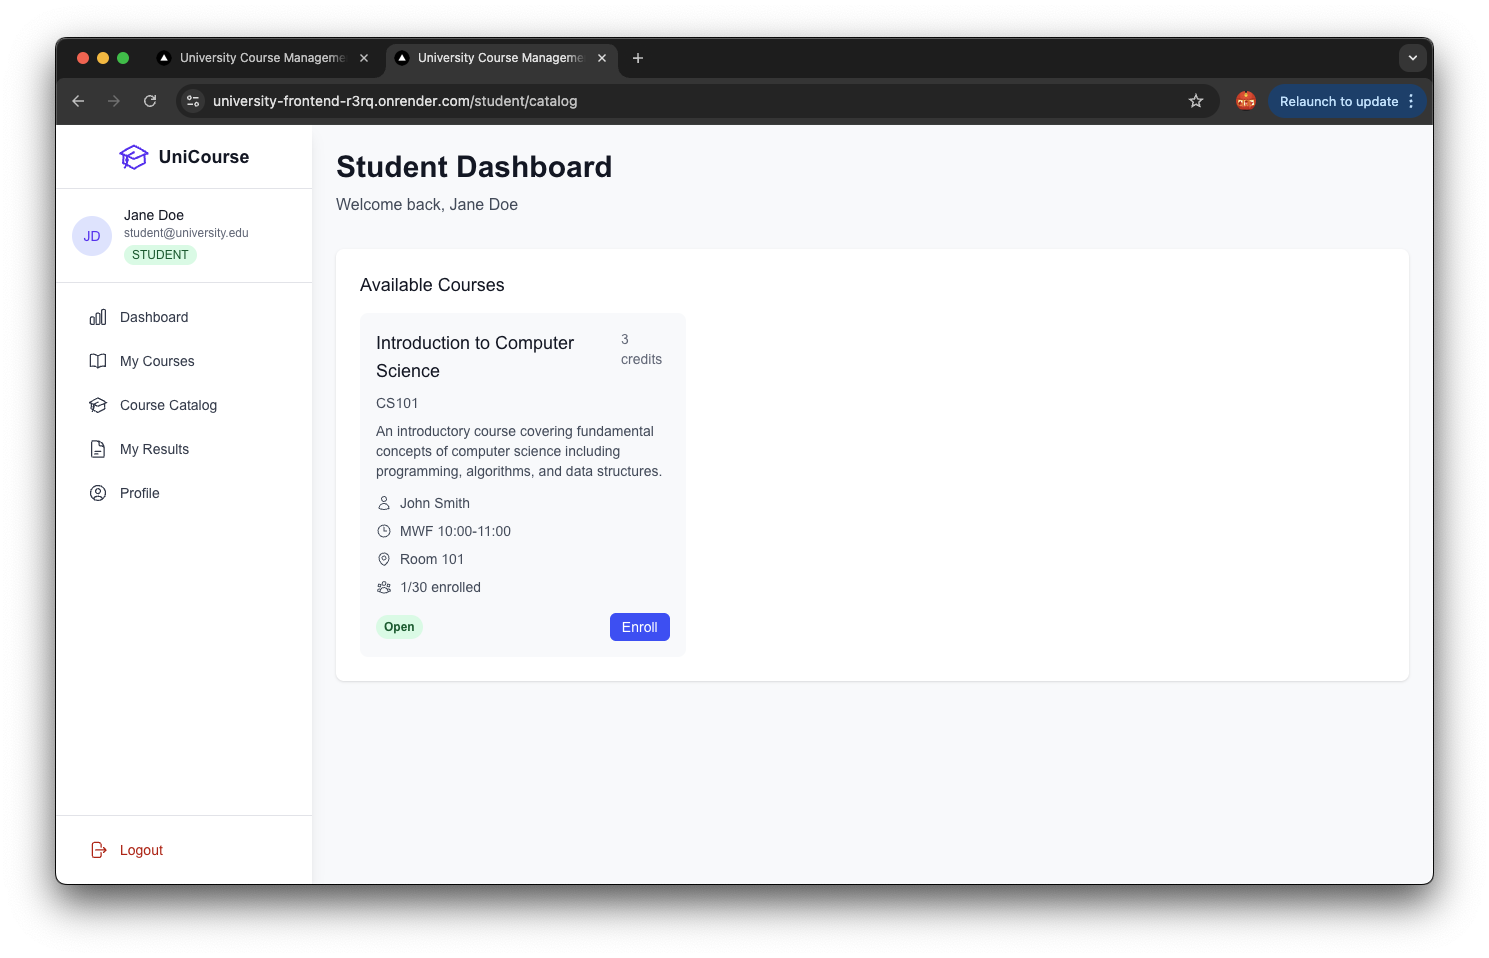 University Course Manageme
University Course Manageme
university-frontend-r3rq.onrender.com/student/catalog
Relaunch to update
UniCourse
JD
Jane Doe
student@university.edu
STUDENT
Dashboard
My Courses
Course Catalog
My Results
Profile
Logout
Student Dashboard
Welcome back, Jane Doe
Available Courses
Introduction to Computer
Science
3
credits
CS101
An introductory course covering fundamental
concepts of computer science including
programming, algorithms, and data structures.
John Smith
MWF 10:00-11:00
Room 101
1/30 enrolled
Open
Enroll